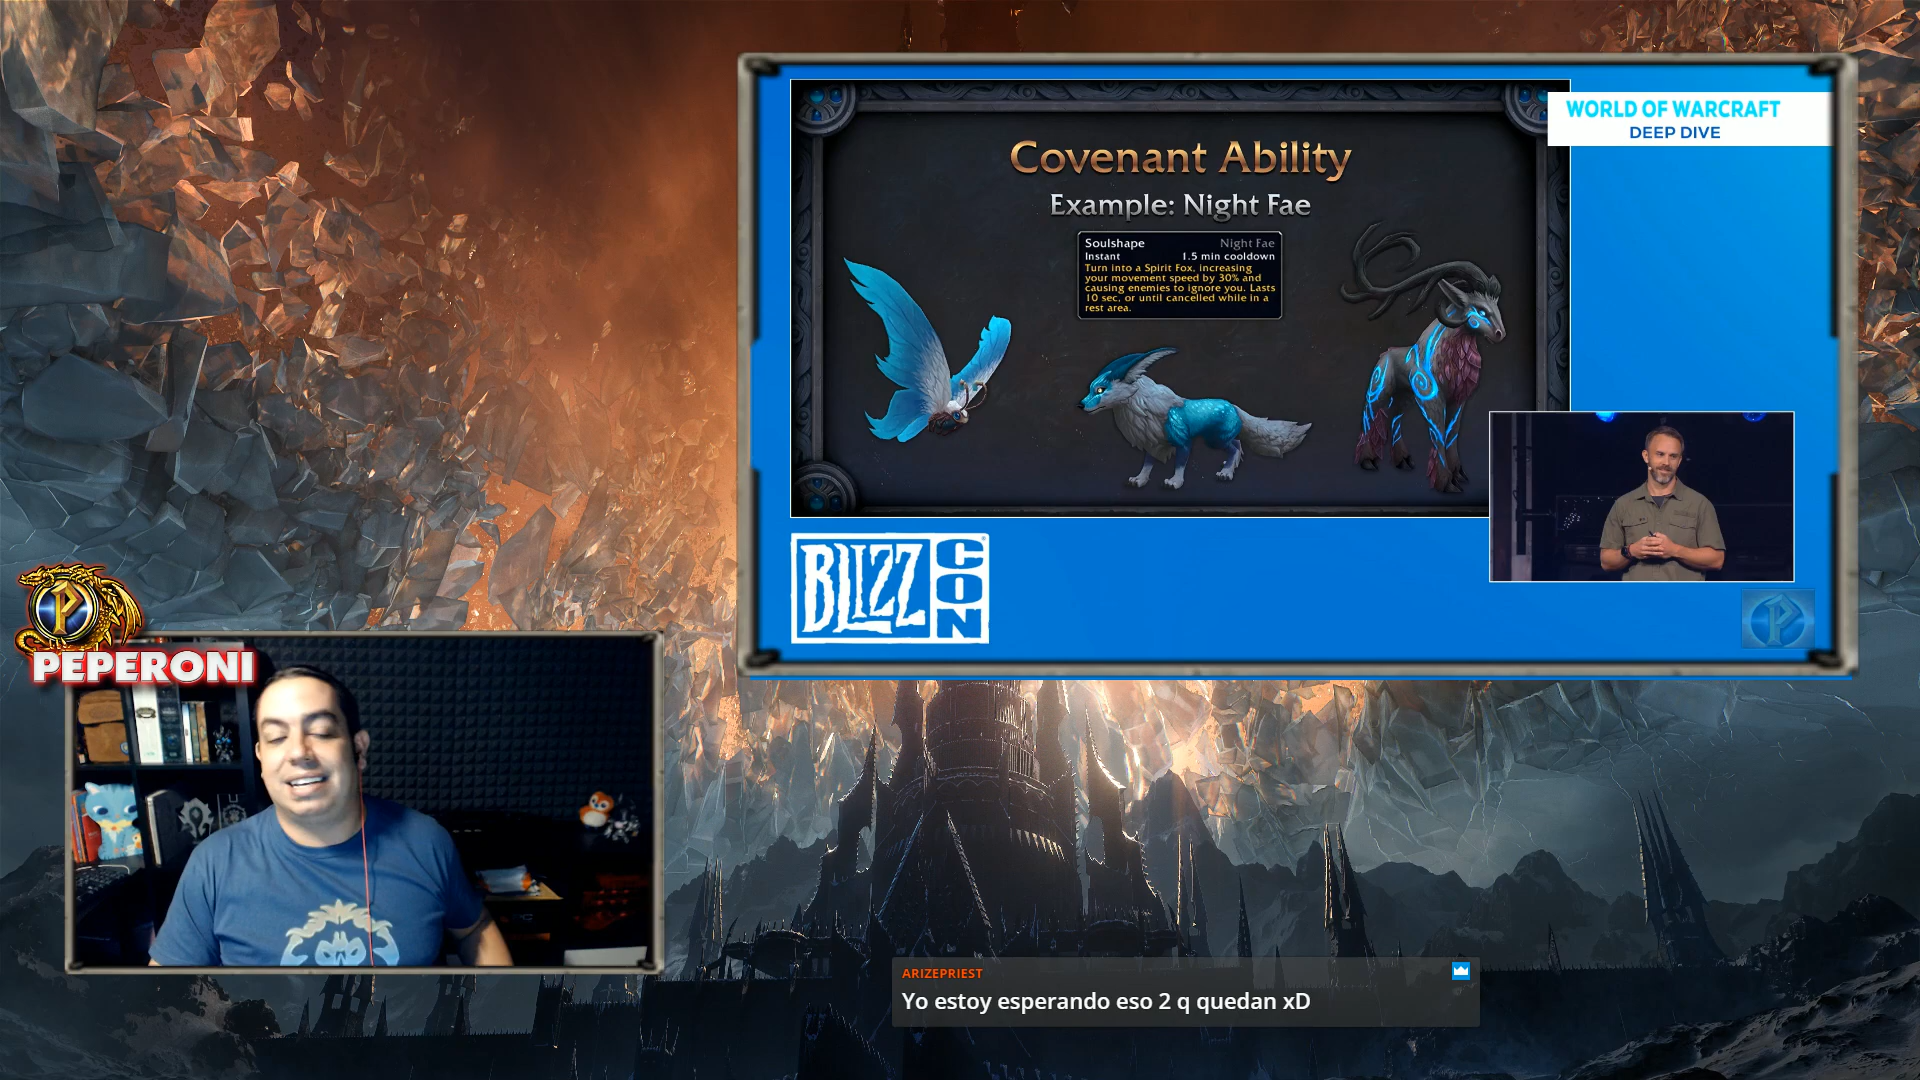 WORLD OF WARCRAFT
DEEP DIVE
Covenant Ability
Example: Night Fae
Soulshape Night Fae
Instant 1.5 min cooldown
Turn into a Spirit Fox, increasing
your movement speed by 30% and
causing enemies to ignore you. Lasts
10 sec, or until cancelled while in a
rest area.
BLIZZ
CON
P
P
PEPERONI
ARIZEPRIEST
Yo estoy esperando eso 2 q quedan xD